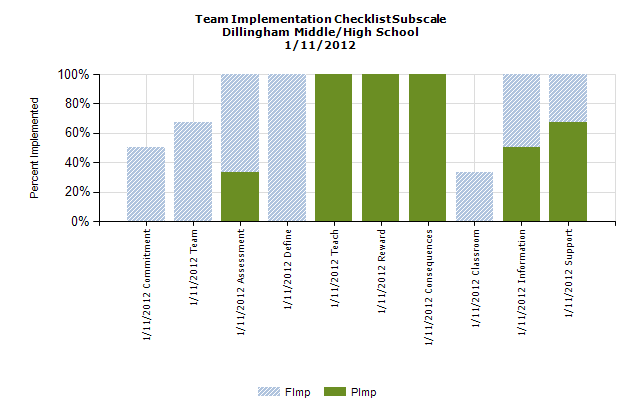 Team Implementation Checklist Subscale
Dillingham Middle/High School
1/11/2012
Percent Implemented
100%
80%
60%
40%
20%
0%
1/11/2012 Commitment
1/11/2012 Team
1/11/2012 Assessment
1/11/2012 Define
1/11/2012 Teach
1/11/2012 Reward
1/11/2012 Consequences
1/11/2012 Classroom
1/11/2012 Information
1/11/2012 Support
FImp
PImp